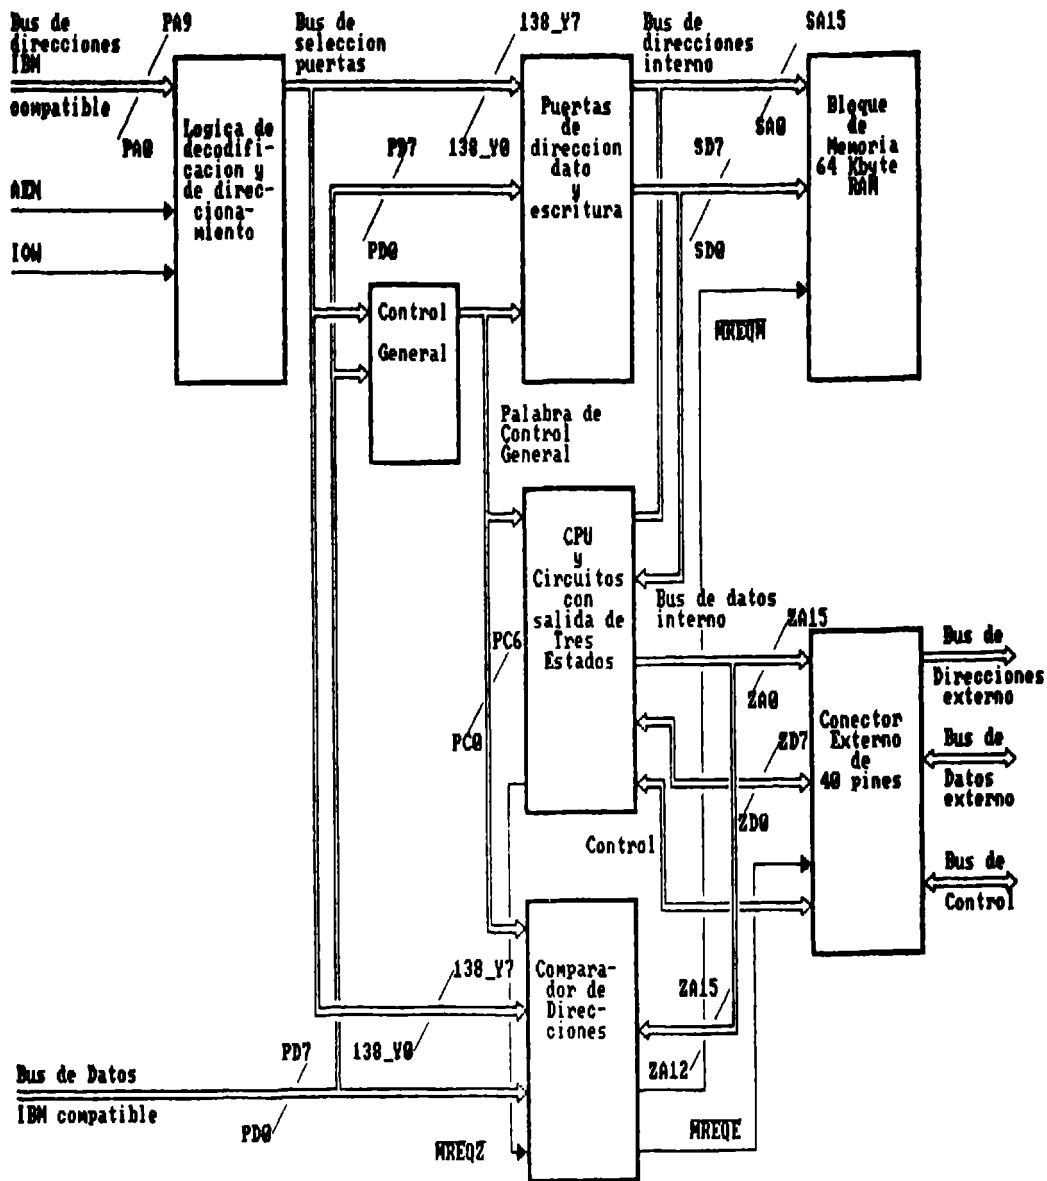 Bus de
direcciones
IBM
compatible
PA9
PA0
AEN
IOW
Logica de
decodifi-
cacion y
de direc-
ciona-
miento
Bus de
seleccion
puertas
138_Y7
138_Y0
PD7
PD0
Puertas
de
direccion
dato
y
escritura
Bus de
direcciones
interno
SA15
SA0
SD7
SD0
Bloque
de
Memoria
64 Kbyte
RAM
MREQM
Control
General
Palabra de
Control
General
CPU
y
Circuitos
con
salida de
Tres
Estados
Bus de datos
interno
PC6
PC0
ZA15
ZA0
ZD7
ZD0
Control
Conector
Externo
de
40 pines
Bus de
Direcciones
externo
Bus de
Datos
externo
Bus de
Control
Compara-
dor de
Direc-
ciones
138_Y7
138_Y0
ZA15
ZA12
Bus de Datos
IBM compatible
PD7
PD0
MREQZ
MREQE